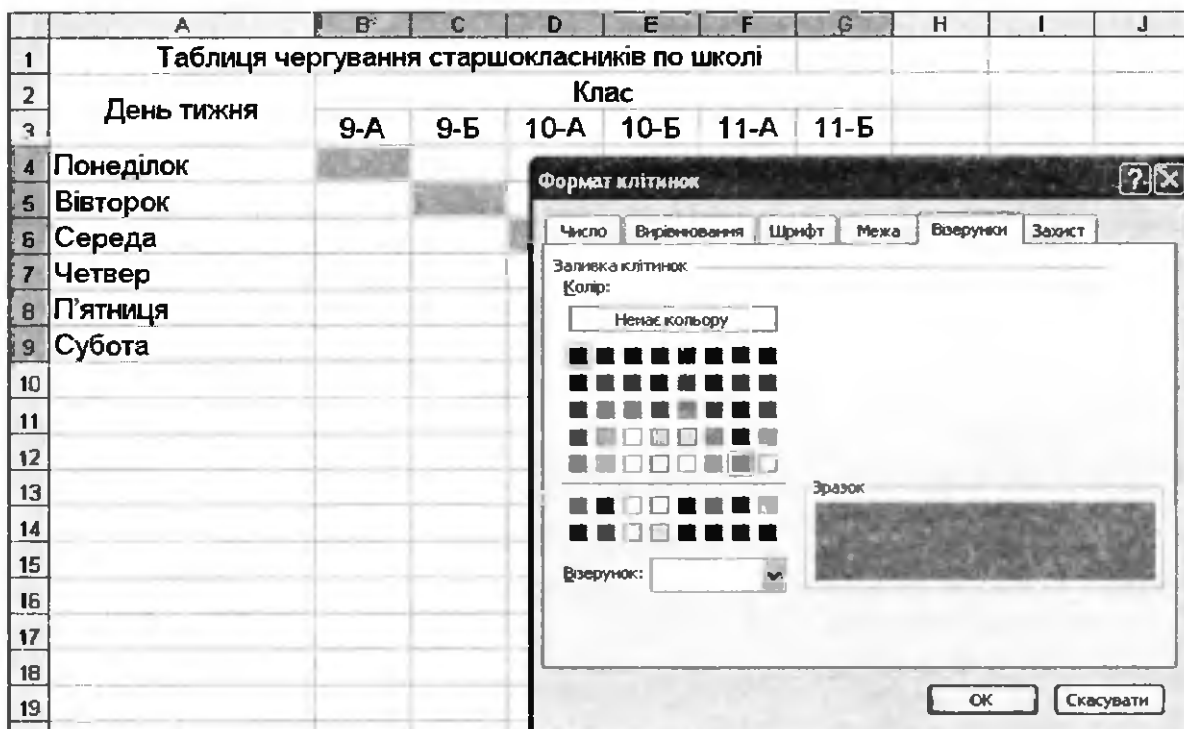 A B C D E F G H I J
1 Таблиця чергування старшокласників по школі
2 День тижня Клас
3 9-А 9-Б 10-А 10-Б 11-А 11-Б
4 Понеділок
5 Вівторок
6 Середа
7 Четвер
8 П'ятниця
9 Субота
10
11
12
13
14
15
16
17
18
19
Формат клітинок
Число Вирівнювання Шрифт Межа Візерунки Захист
Заливка клітинок
Колір:
Немає кольору
Зразок
Візерунок:
ОК Скасувати